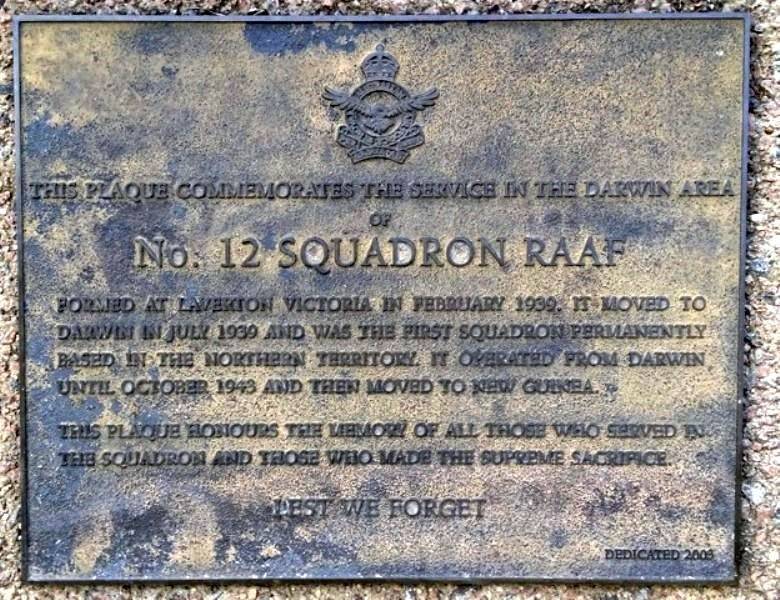 THIS PLAQUE COMMEMORATES THE SERVICE IN THE DARWIN AREA
OF
No. 12 SQUADRON RAAF
FORMED AT LAVERTON VICTORIA IN FEBRUARY 1939. IT MOVED TO
DARWIN IN JULY 1939 AND WAS THE FIRST SQUADRON PERMANENTLY
BASED IN THE NORTHERN TERRITORY. IT OPERATED FROM DARWIN
UNTIL OCTOBER 1943 AND THEN MOVED TO NEW GUINEA.
THIS PLAQUE HONOURS THE MEMORY OF ALL THOSE WHO SERVED IN
THE SQUADRON AND THOSE WHO MADE THE SUPREME SACRIFICE.
LEST WE FORGET
DEDICATED